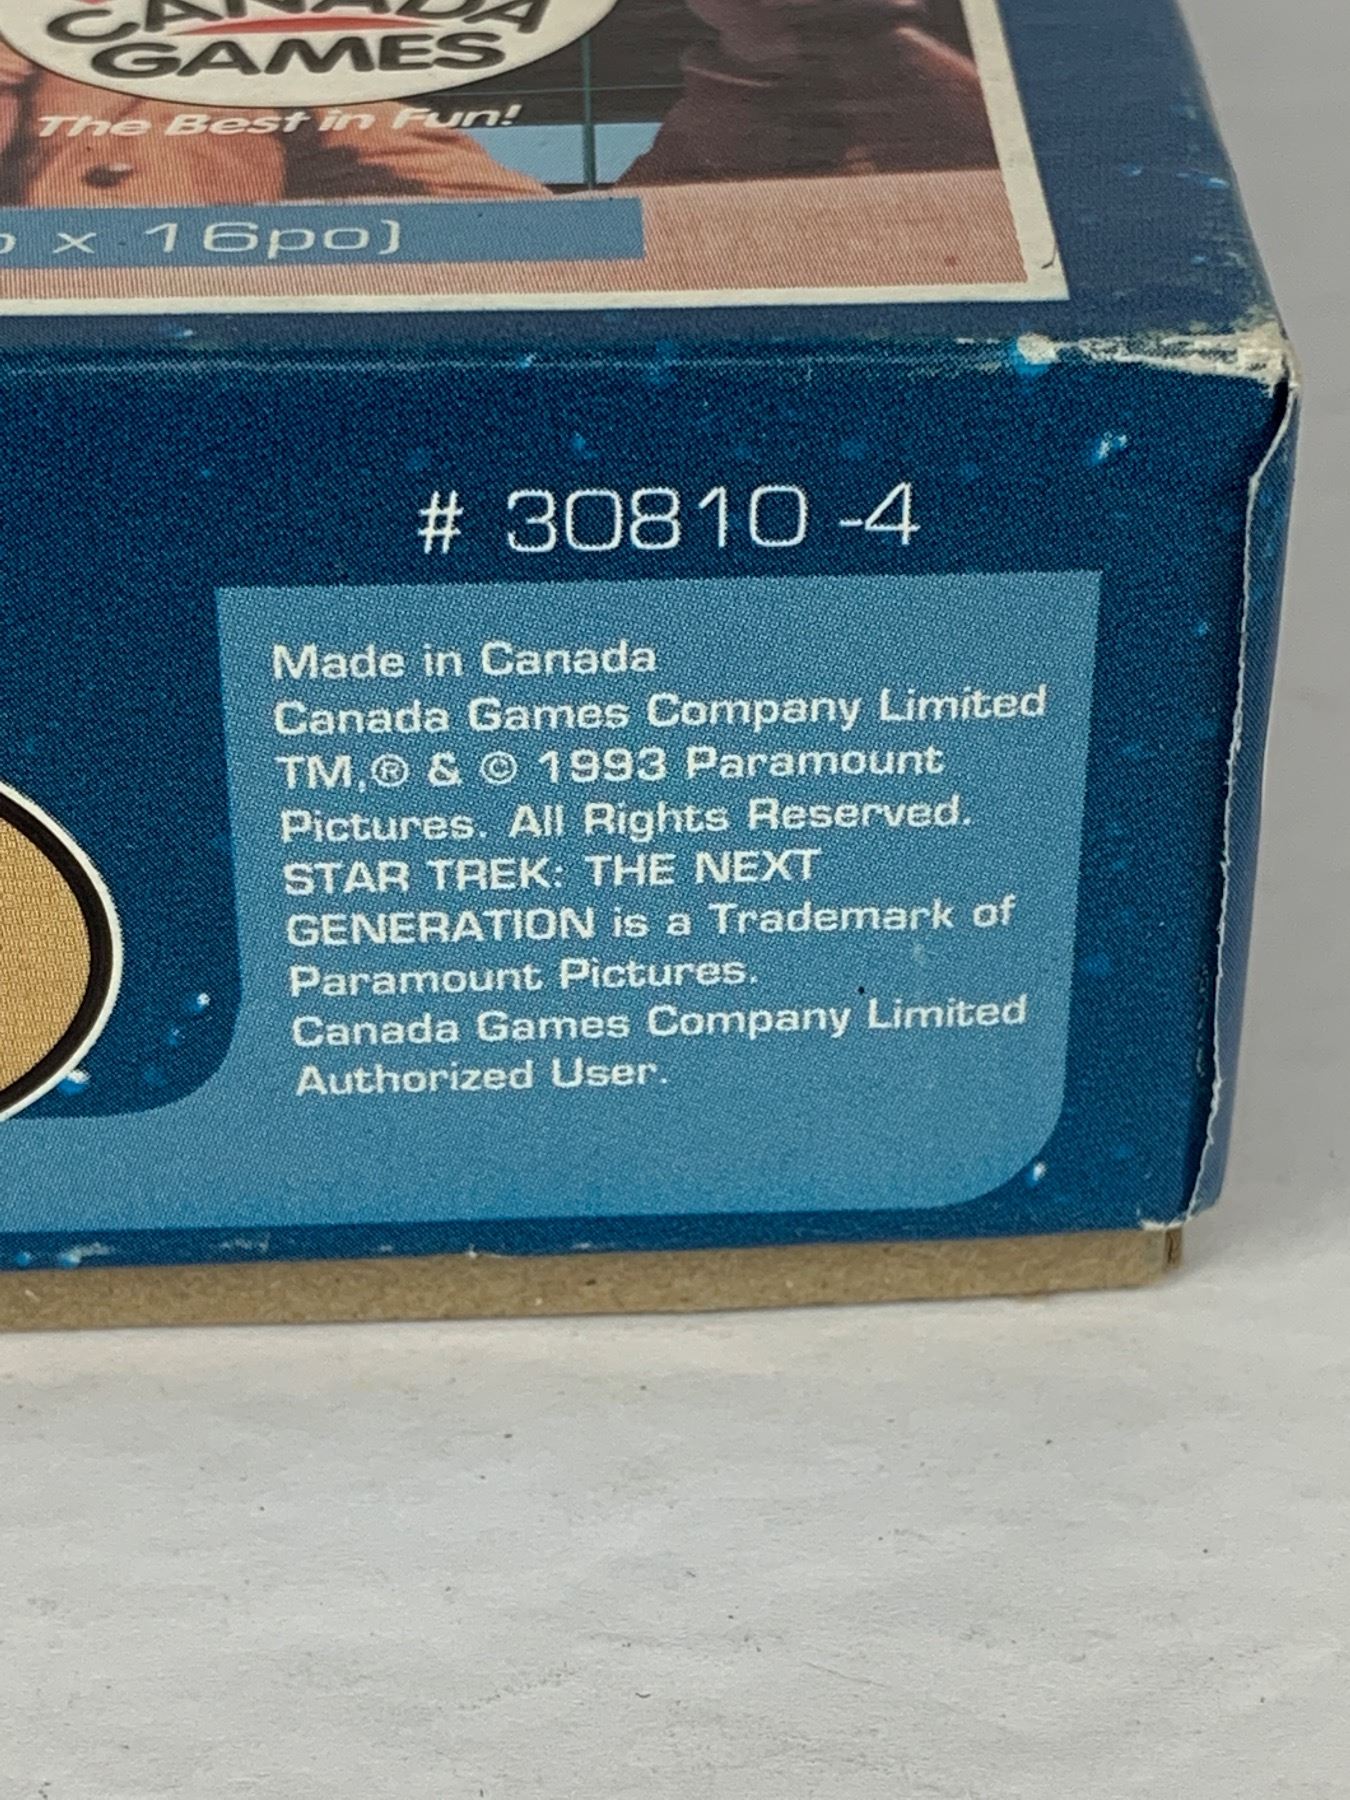 CANADA
GAMES
The Best in Fun!
x 16po)
# 30810 -4
Made in Canada
Canada Games Company Limited
TM,® & © 1993 Paramount
Pictures. All Rights Reserved.
STAR TREK: THE NEXT
GENERATION is a Trademark of
Paramount Pictures.
Canada Games Company Limited
Authorized User.